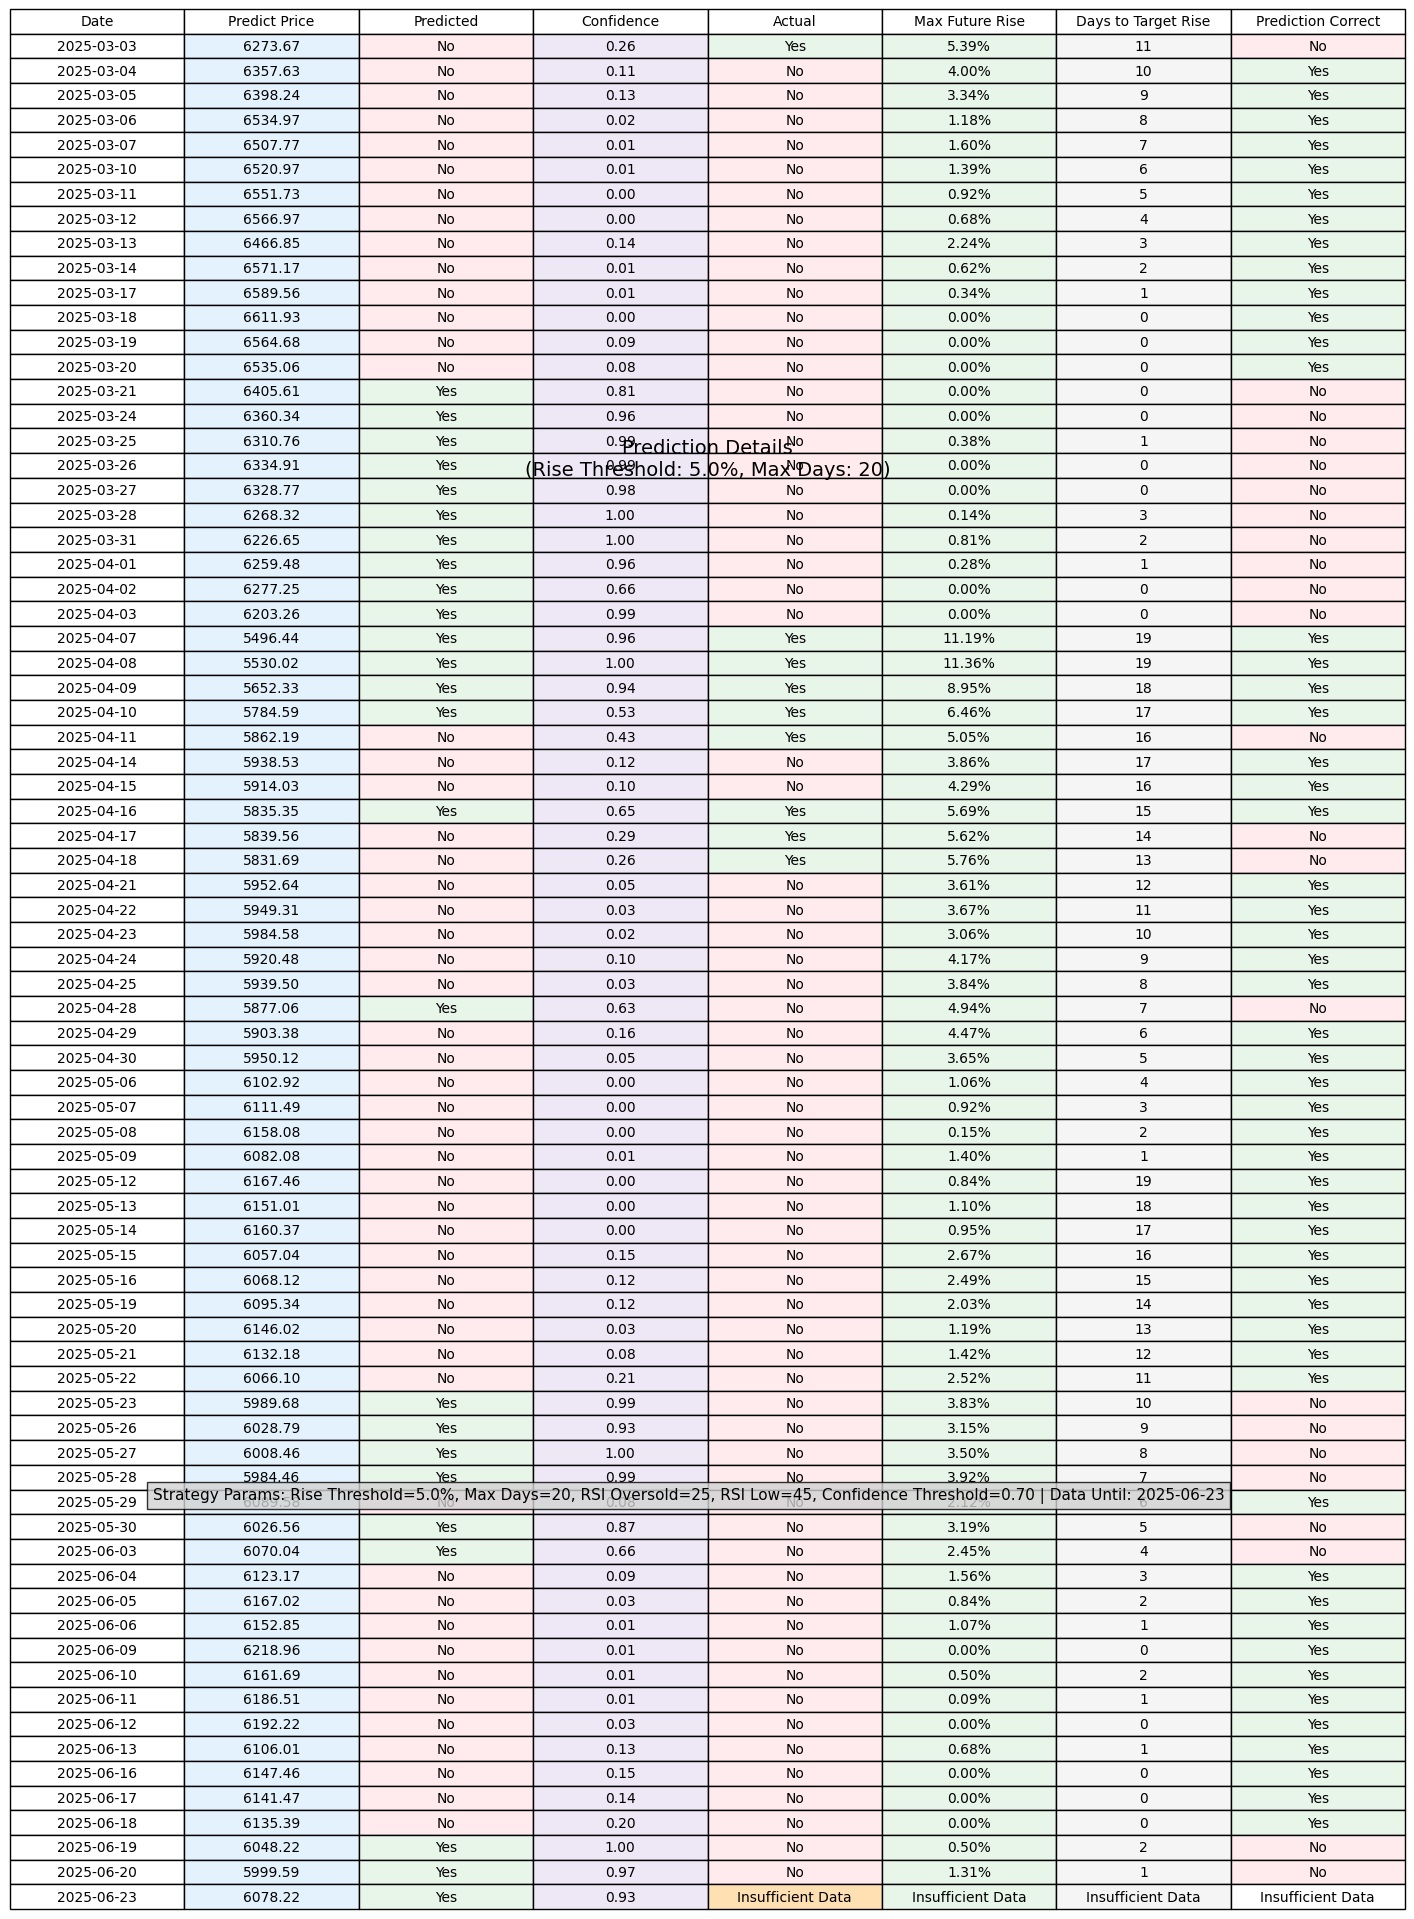 Date Predict Price Predicted Confidence Actual Max Future Rise Days to Target Rise Prediction Correct
2025-03-03 6273.67 No 0.26 Yes 5.39% 11 No
2025-03-04 6357.63 No 0.11 No 4.00% 10 Yes
2025-03-05 6398.24 No 0.13 No 3.34% 9 Yes
2025-03-06 6534.97 No 0.02 No 1.18% 8 Yes
2025-03-07 6507.77 No 0.01 No 1.60% 7 Yes
2025-03-10 6520.97 No 0.01 No 1.39% 6 Yes
2025-03-11 6551.73 No 0.00 No 0.92% 5 Yes
2025-03-12 6566.97 No 0.00 No 0.68% 4 Yes
2025-03-13 6466.85 No 0.14 No 2.24% 3 Yes
2025-03-14 6571.17 No 0.01 No 0.62% 2 Yes
2025-03-17 6589.56 No 0.01 No 0.34% 1 Yes
2025-03-18 6611.93 No 0.00 No 0.00% 0 Yes
2025-03-19 6564.68 No 0.09 No 0.00% 0 Yes
2025-03-20 6535.06 No 0.08 No 0.00% 0 Yes
2025-03-21 6405.61 Yes 0.81 No 0.00% 0 No
2025-03-24 6360.34 Yes 0.96 No 0.00% 0 No
2025-03-25 6310.76 Yes 0.99 No 0.38% 1 No
Prediction Details
2025-03-26 6334.91 Yes 0.99 No 0.00% 0 No
(Rise Threshold: 5.0%, Max Days: 20)
2025-03-27 6328.77 Yes 0.98 No 0.00% 0 No
2025-03-28 6268.32 Yes 1.00 No 0.14% 3 No
2025-03-31 6226.65 Yes 1.00 No 0.81% 2 No
2025-04-01 6259.48 Yes 0.96 No 0.28% 1 No
2025-04-02 6277.25 Yes 0.66 No 0.00% 0 No
2025-04-03 6203.26 Yes 0.99 No 0.00% 0 No
2025-04-07 5496.44 Yes 0.96 Yes 11.19% 19 Yes
2025-04-08 5530.02 Yes 1.00 Yes 11.36% 19 Yes
2025-04-09 5652.33 Yes 0.94 Yes 8.95% 18 Yes
2025-04-10 5784.59 Yes 0.53 Yes 6.46% 17 Yes
2025-04-11 5862.19 No 0.43 Yes 5.05% 16 No
2025-04-14 5938.53 No 0.12 No 3.86% 17 Yes
2025-04-15 5914.03 No 0.10 No 4.29% 16 Yes
2025-04-16 5835.35 Yes 0.65 Yes 5.69% 15 Yes
2025-04-17 5839.56 No 0.29 Yes 5.62% 14 No
2025-04-18 5831.69 No 0.26 Yes 5.76% 13 No
2025-04-21 5952.64 No 0.05 No 3.61% 12 Yes
2025-04-22 5949.31 No 0.03 No 3.67% 11 Yes
2025-04-23 5984.58 No 0.02 No 3.06% 10 Yes
2025-04-24 5920.48 No 0.10 No 4.17% 9 Yes
2025-04-25 5939.50 No 0.03 No 3.84% 8 Yes
2025-04-28 5877.06 Yes 0.63 No 4.94% 7 No
2025-04-29 5903.38 No 0.16 No 4.47% 6 Yes
2025-04-30 5950.12 No 0.05 No 3.65% 5 Yes
2025-05-06 6102.92 No 0.00 No 1.06% 4 Yes
2025-05-07 6111.49 No 0.00 No 0.92% 3 Yes
2025-05-08 6158.08 No 0.00 No 0.15% 2 Yes
2025-05-09 6082.08 No 0.01 No 1.40% 1 Yes
2025-05-12 6167.46 No 0.00 No 0.84% 19 Yes
2025-05-13 6151.01 No 0.00 No 1.10% 18 Yes
2025-05-14 6160.37 No 0.00 No 0.95% 17 Yes
2025-05-15 6057.04 No 0.15 No 2.67% 16 Yes
2025-05-16 6068.12 No 0.12 No 2.49% 15 Yes
2025-05-19 6095.34 No 0.12 No 2.03% 14 Yes
2025-05-20 6146.02 No 0.03 No 1.19% 13 Yes
2025-05-21 6132.18 No 0.08 No 1.42% 12 Yes
2025-05-22 6066.10 No 0.21 No 2.52% 11 Yes
2025-05-23 5989.68 Yes 0.99 No 3.83% 10 No
2025-05-26 6028.79 Yes 0.93 No 3.15% 9 No
2025-05-27 6008.46 Yes 1.00 No 3.50% 8 No
2025-05-28 5984.46 Yes 0.99 No 3.92% 7 No
Strategy Params: Rise Threshold=5.0%, Max Days=20, RSI Oversold=25, RSI Low=45, Confidence Threshold=0.70 | Data Until: 2025-06-23
2025-05-29 6089.58 No 0.08 No 2.12% 6 Yes
2025-05-30 6026.56 Yes 0.87 No 3.19% 5 No
2025-06-03 6070.04 Yes 0.66 No 2.45% 4 No
2025-06-04 6123.17 No 0.09 No 1.56% 3 Yes
2025-06-05 6167.02 No 0.03 No 0.84% 2 Yes
2025-06-06 6152.85 No 0.01 No 1.07% 1 Yes
2025-06-09 6218.96 No 0.01 No 0.00% 0 Yes
2025-06-10 6161.69 No 0.01 No 0.50% 2 Yes
2025-06-11 6186.51 No 0.01 No 0.09% 1 Yes
2025-06-12 6192.22 No 0.03 No 0.00% 0 Yes
2025-06-13 6106.01 No 0.13 No 0.68% 1 Yes
2025-06-16 6147.46 No 0.15 No 0.00% 0 Yes
2025-06-17 6141.47 No 0.14 No 0.00% 0 Yes
2025-06-18 6135.39 No 0.20 No 0.00% 0 Yes
2025-06-19 6048.22 Yes 1.00 No 0.50% 2 No
2025-06-20 5999.59 Yes 0.97 No 1.31% 1 No
2025-06-23 6078.22 Yes 0.93 Insufficient Data Insufficient Data Insufficient Data Insufficient Data